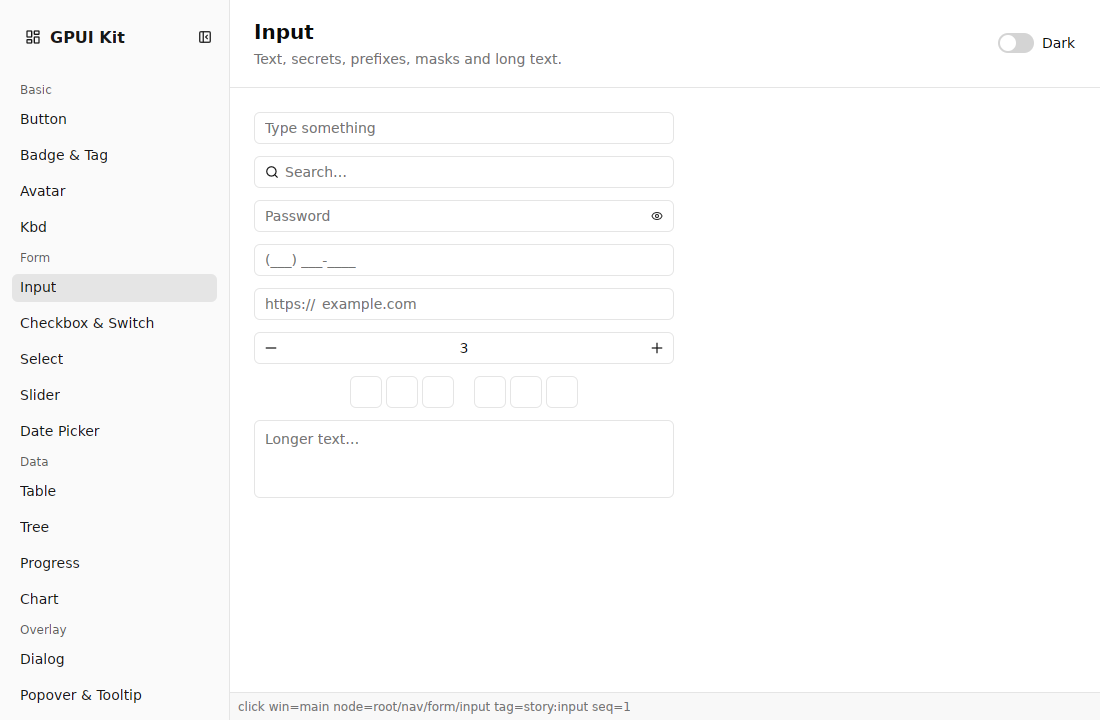 GPUI Kit
Basic
Button
Badge & Tag
Avatar
Kbd
Form
Input
Checkbox & Switch
Select
Slider
Date Picker
Data
Table
Tree
Progress
Chart
Overlay
Dialog
Popover & Tooltip
Input
Text, secrets, prefixes, masks and long text.
Dark
Type something
Search...
Password
(___) ___-____
https:// example.com
3
Longer text...
click win=main node=root/nav/form/input tag=story:input seq=1